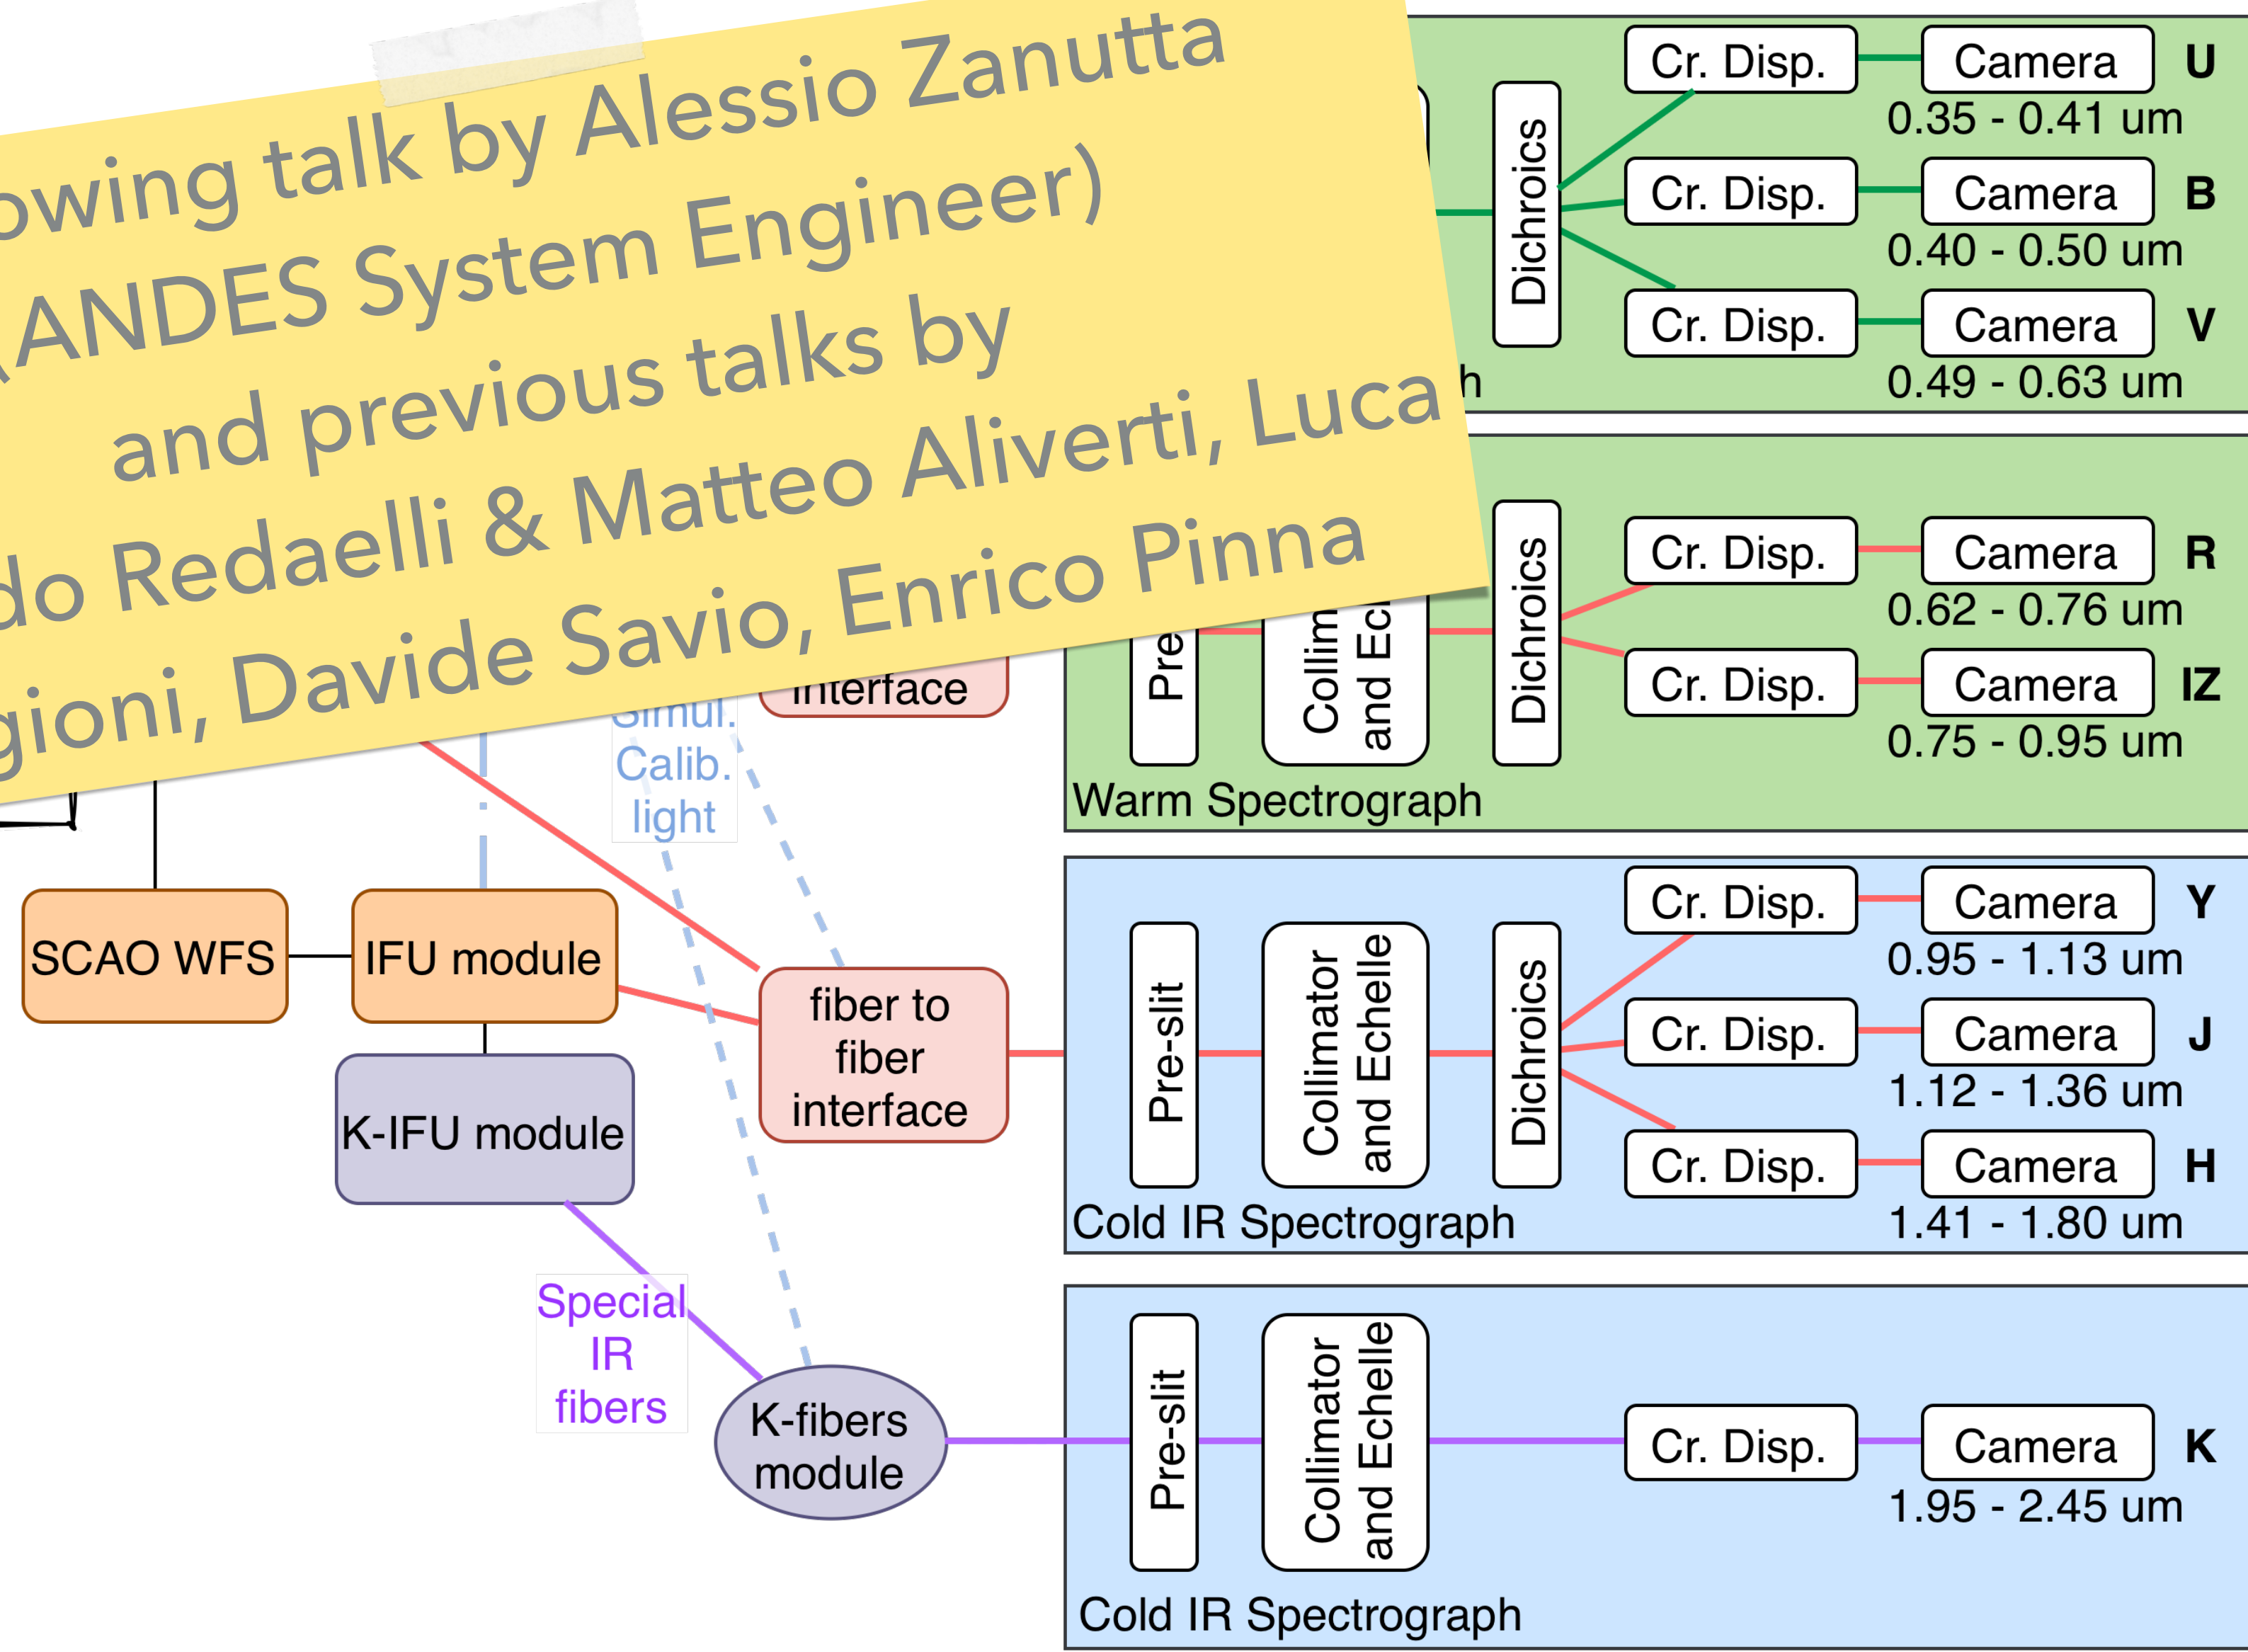 owing talk by Alessio Zanutta
(ANDES System Engineer)
and previous talks by
do Redaelli & Matteo Aliverti, Luca
gioni, Davide Savio, Enrico Pinna
Dichroics
Cr. Disp.
Camera
U
0.35 - 0.41 um
Cr. Disp.
Camera
B
0.40 - 0.50 um
Cr. Disp.
Camera
V
0.49 - 0.63 um
h
interface
Pre
Collim
and Ec
Dichroics
Cr. Disp.
Camera
R
0.62 - 0.76 um
Cr. Disp.
Camera
IZ
0.75 - 0.95 um
Warm Spectrograph
Simul.
Calib.
light
SCAO WFS
IFU module
K-IFU module
fiber to
fiber
interface
Pre-slit
Collimator
and Echelle
Dichroics
Cr. Disp.
Camera
Y
0.95 - 1.13 um
Cr. Disp.
Camera
J
1.12 - 1.36 um
Cr. Disp.
Camera
H
1.41 - 1.80 um
Cold IR Spectrograph
Special
IR
fibers
K-fibers
module
Pre-slit
Collimator
and Echelle
Cr. Disp.
Camera
K
1.95 - 2.45 um
Cold IR Spectrograph